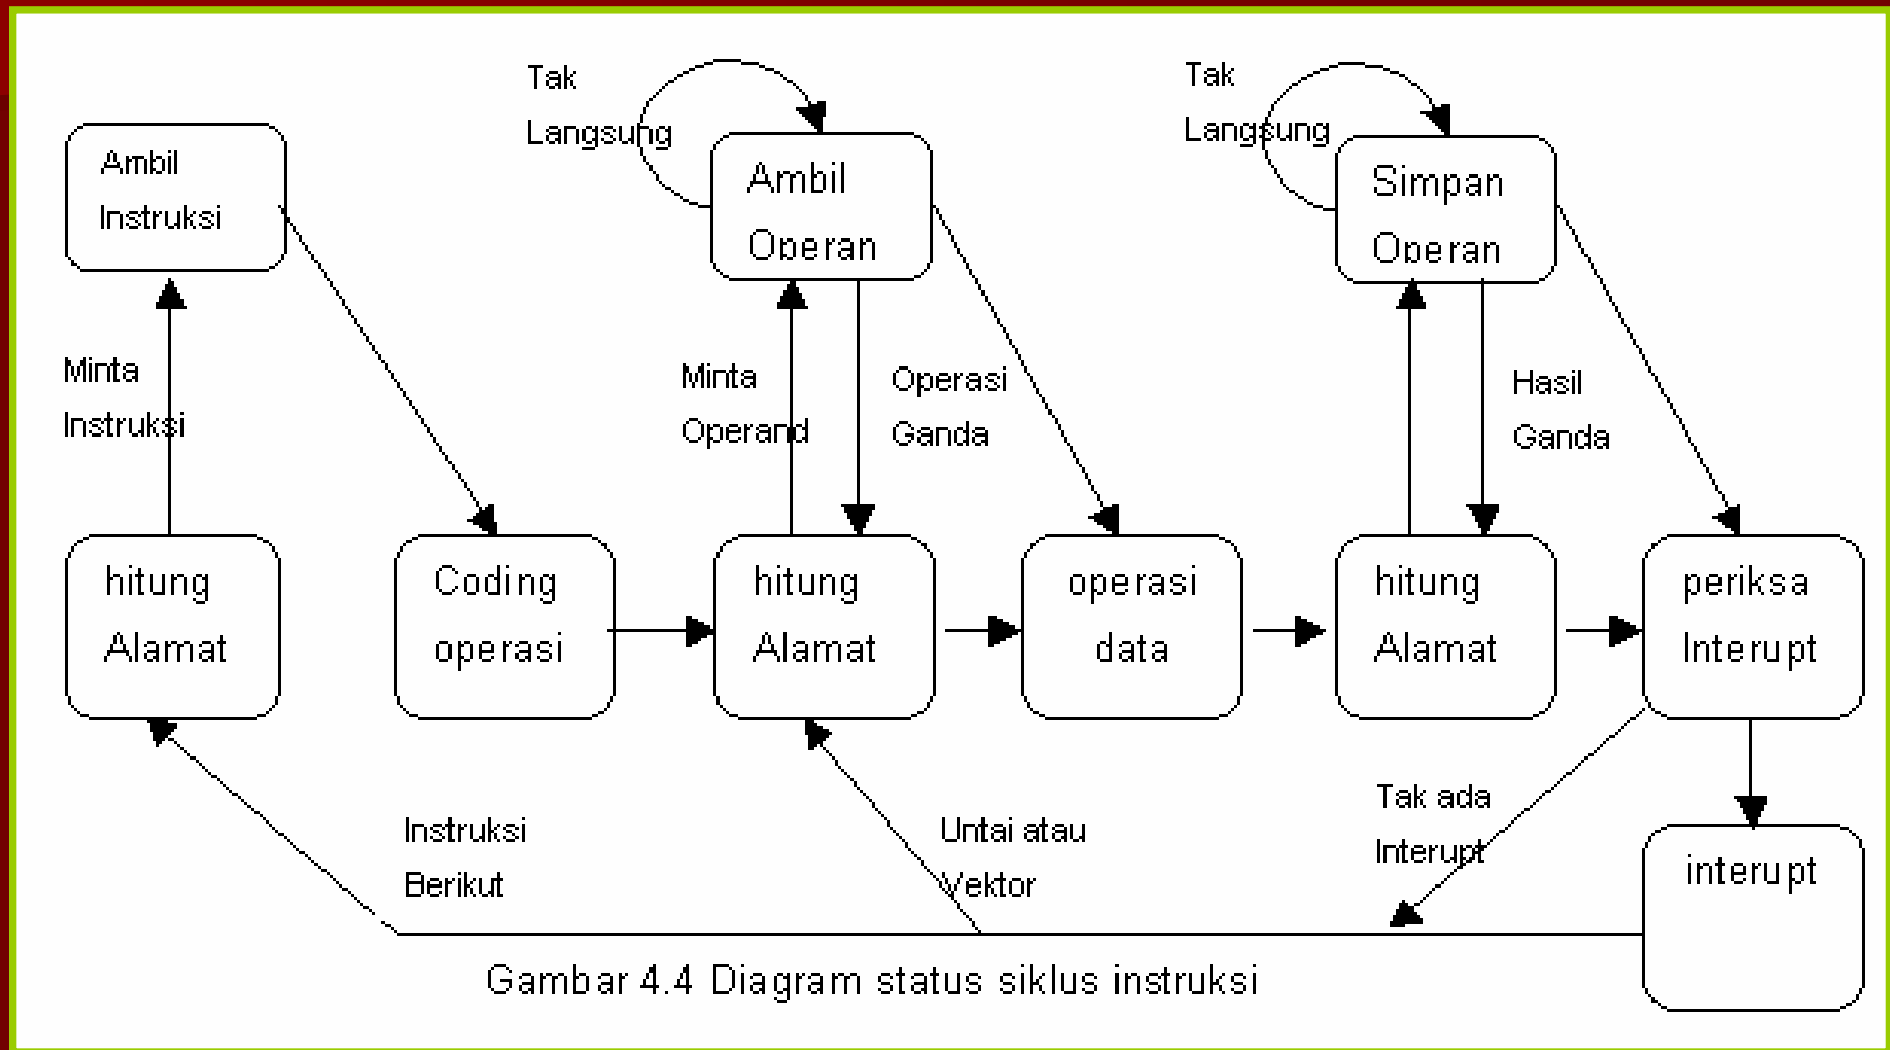 Tak
Langsung
Tak
Langsung
Ambil
Instruksi
Ambil
Operan
Simpan
Operan
Minta
Instruksi
Minta
Operand
Operasi
Ganda
Hasil
Ganda
hitung
Alamat
Coding
operasi
hitung
Alamat
operasi
data
hitung
Alamat
periksa
Interupt
Instruksi
Berikut
Untai atau
Vektor
Tak ada
Interupt
interupt
Gambar 4.4 Diagram status siklus instruksi